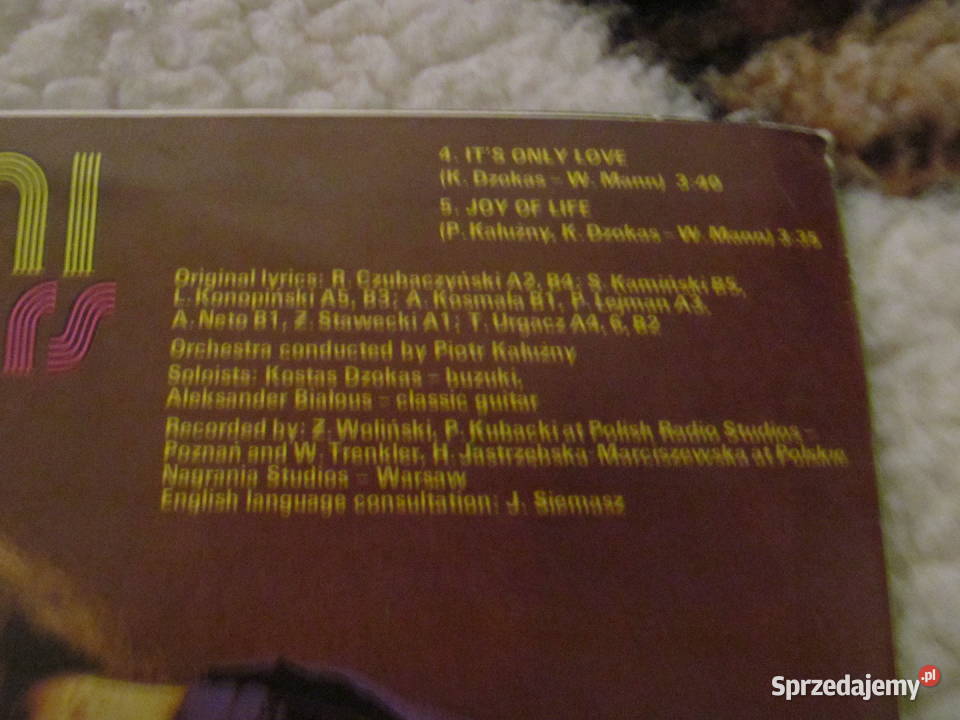 NI
rs
4. IT'S ONLY LOVE
(K. Dzokas – W. Mann) 3:40
5. JOY OF LIFE
(P. Kałużny, K. Dzokas – W. Mann) 3:35
Original lyrics: R. Czubaczyński A2, B4; S. Kamiński B5,
L. Konopiński A5, B3; A. Kosmala B1, P. Lejman A3,
A. Neto B1, Z. Stawecki A1; T. Urgacz A4, 6, B2
Orchestra conducted by Piotr Kałużny
Soloists: Kostas Dzokas – buzuki,
Aleksander Białous – classic guitar
Recorded by: Z. Woliński, P. Kubacki at Polish Radio Studios –
Poznań and W. Trenkler, H. Jastrzębska-Marciszewska at Polskie
Nagrania Studios – Warsaw
English language consultation: J. Siemasz
Sprzedajemy.pl